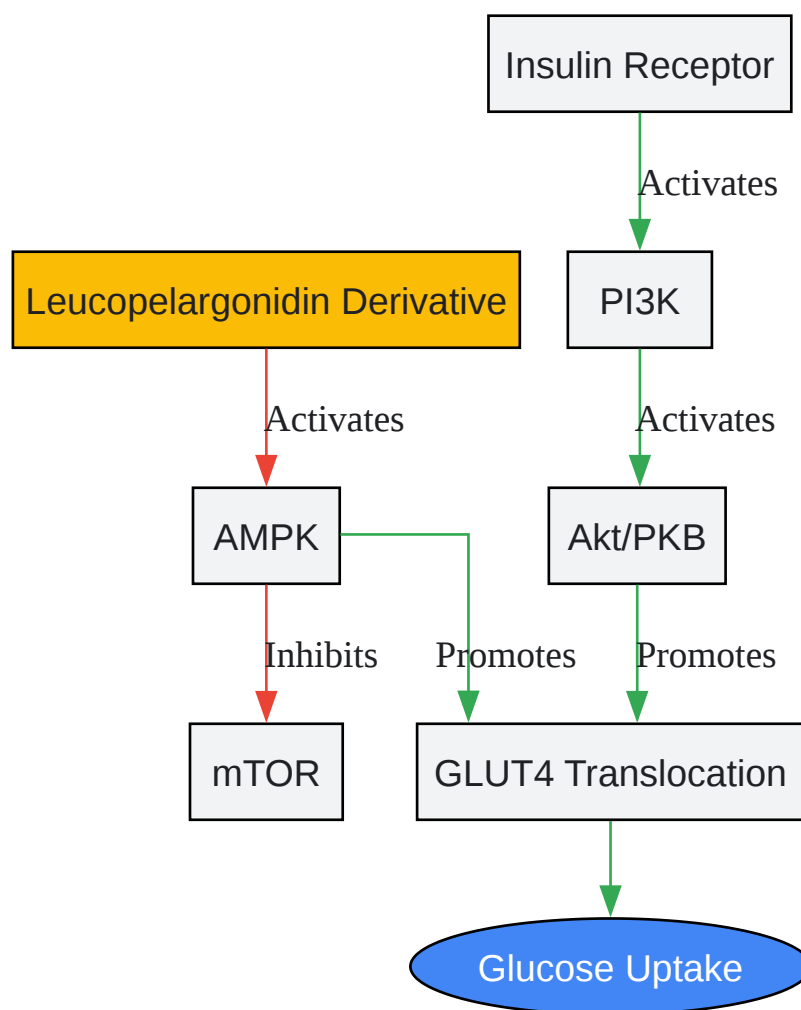 Insulin Receptor
Activates
Leucopelargonidin Derivative
PI3K
Activates
Activates
AMPK
Akt/PKB
Inhibits
Promotes
Promotes
mTOR
GLUT4 Translocation
Glucose Uptake